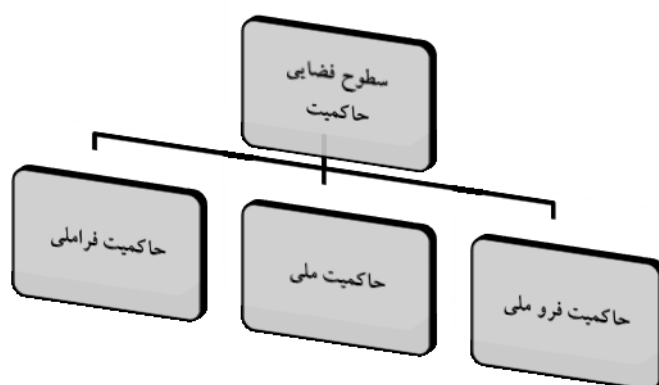 سطوح فضایی
حاکمیت
حاکمیت فرو ملی
حاکمیت ملی
حاکمیت فراملی